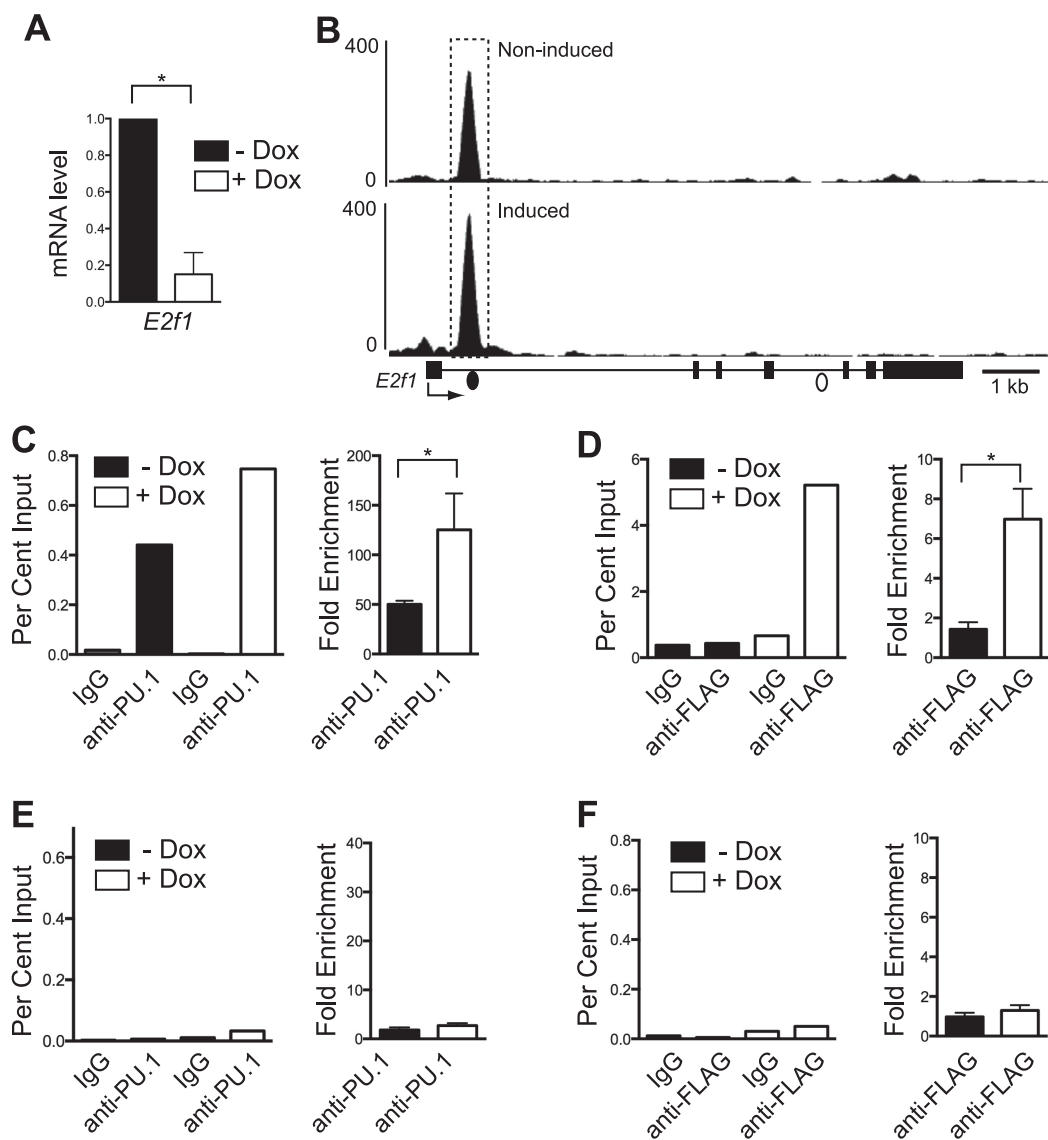 A
*
mRNA level
1.0
0.8
0.6
0.4
0.2
0.0
- Dox
+ Dox
E2f1
B
400
Non-induced
0
400
Induced
0
E2f1
1 kb
C
Per Cent Input
0.8
0.6
0.4
0.2
0.0
- Dox
+ Dox
IgG
anti-PU.1
IgG
anti-PU.1
Fold Enrichment
200
150
100
50
0
*
anti-PU.1
anti-PU.1
D
Per Cent Input
6
4
2
0
- Dox
+ Dox
IgG
anti-FLAG
IgG
anti-FLAG
Fold Enrichment
10
8
6
4
2
0
*
anti-FLAG
anti-FLAG
E
Per Cent Input
0.6
0.4
0.2
0.0
- Dox
+ Dox
IgG
anti-PU.1
IgG
anti-PU.1
Fold Enrichment
40
30
20
10
0
anti-PU.1
anti-PU.1
F
Per Cent Input
0.8
0.6
0.4
0.2
0.0
- Dox
+ Dox
IgG
anti-FLAG
IgG
anti-FLAG
Fold Enrichment
10
8
6
4
2
0
anti-FLAG
anti-FLAG